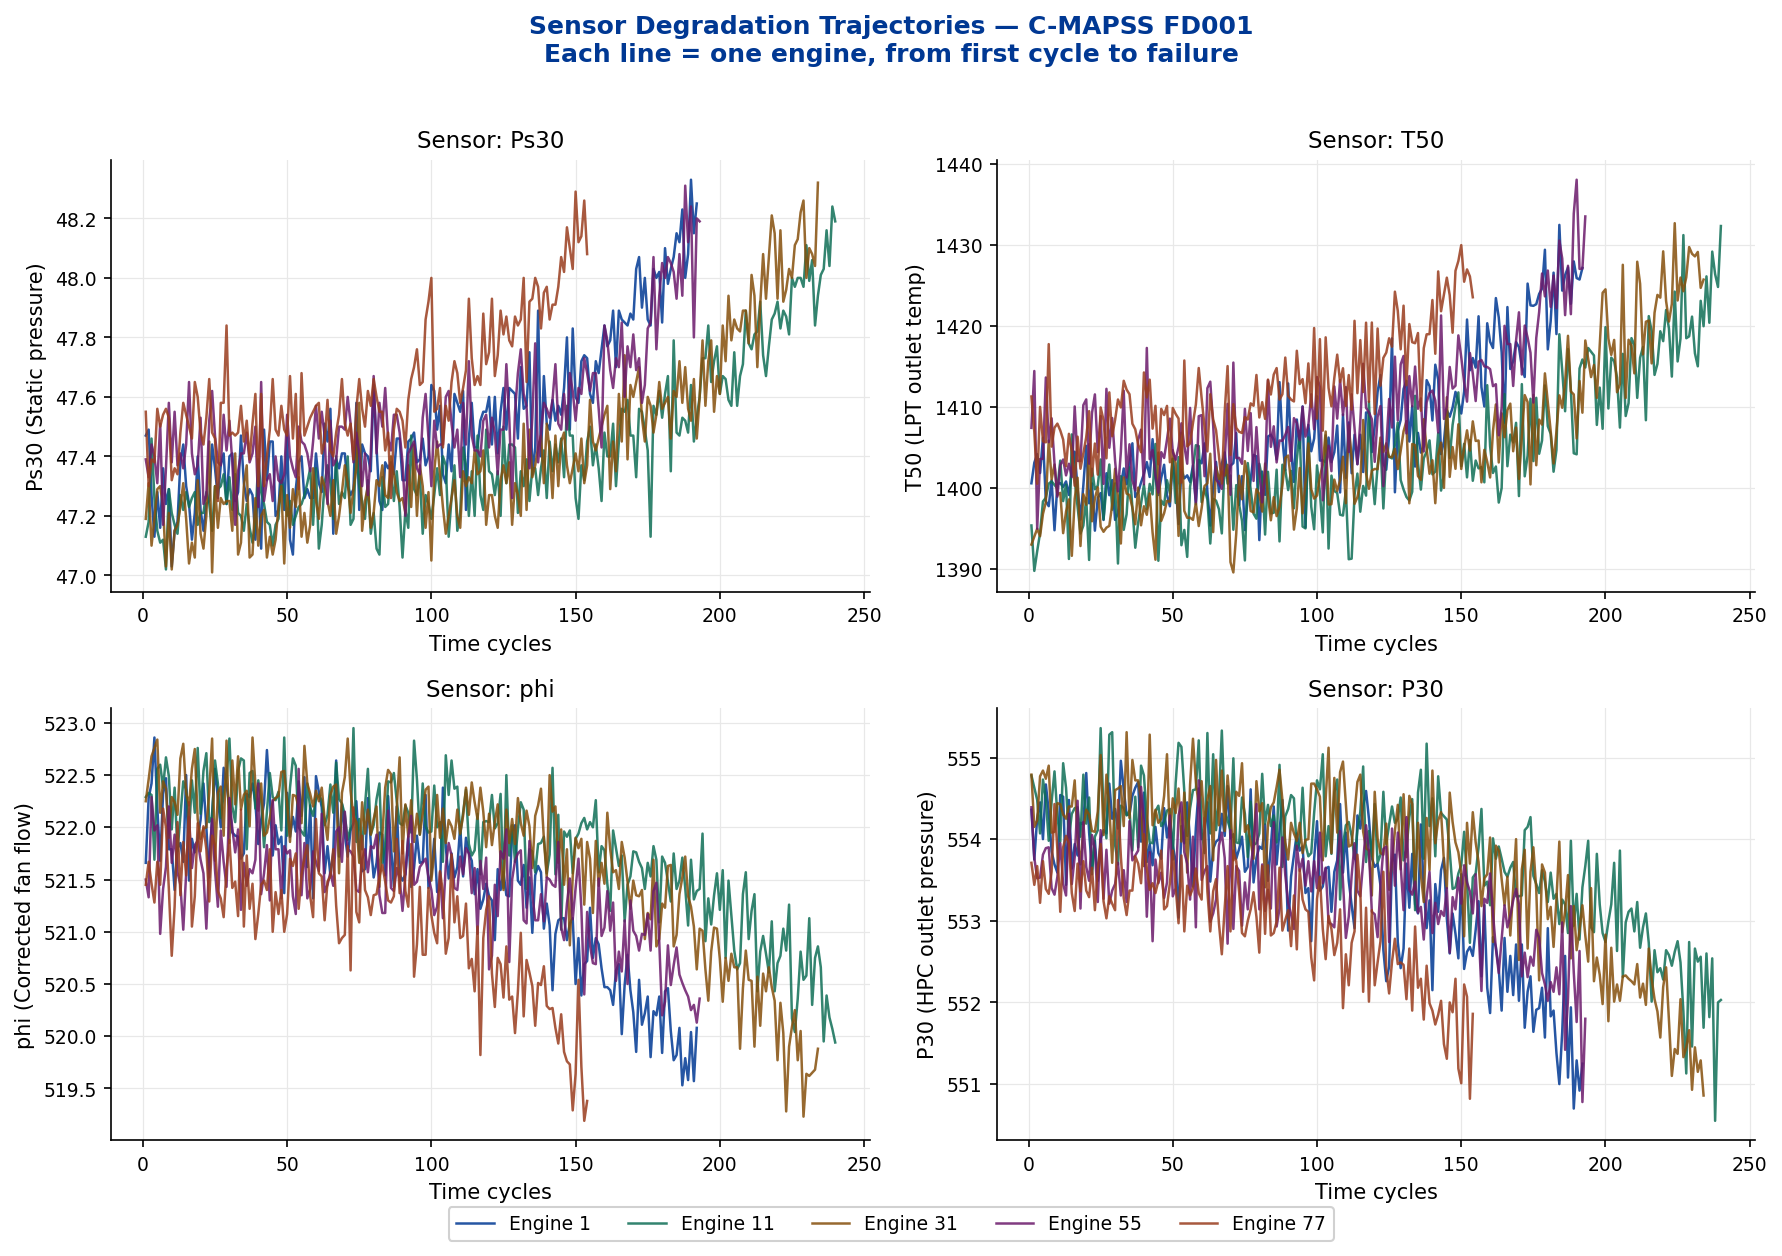 Sensor Degradation Trajectories — C-MAPSS FD001
Each line = one engine, from first cycle to failure
Sensor: Ps30
Ps30 (Static pressure)
48.2
48.0
47.8
47.6
47.4
47.2
47.0
0 50 100 150 200 250
Time cycles
Sensor: T50
T50 (LPT outlet temp)
1440
1430
1420
1410
1400
1390
0 50 100 150 200 250
Time cycles
Sensor: phi
phi (Corrected fan flow)
523.0
522.5
522.0
521.5
521.0
520.5
520.0
519.5
0 50 100 150 200 250
Time cycles
Sensor: P30
P30 (HPC outlet pressure)
555
554
553
552
551
0 50 100 150 200 250
Time cycles
Engine 1 Engine 11 Engine 31 Engine 55 Engine 77